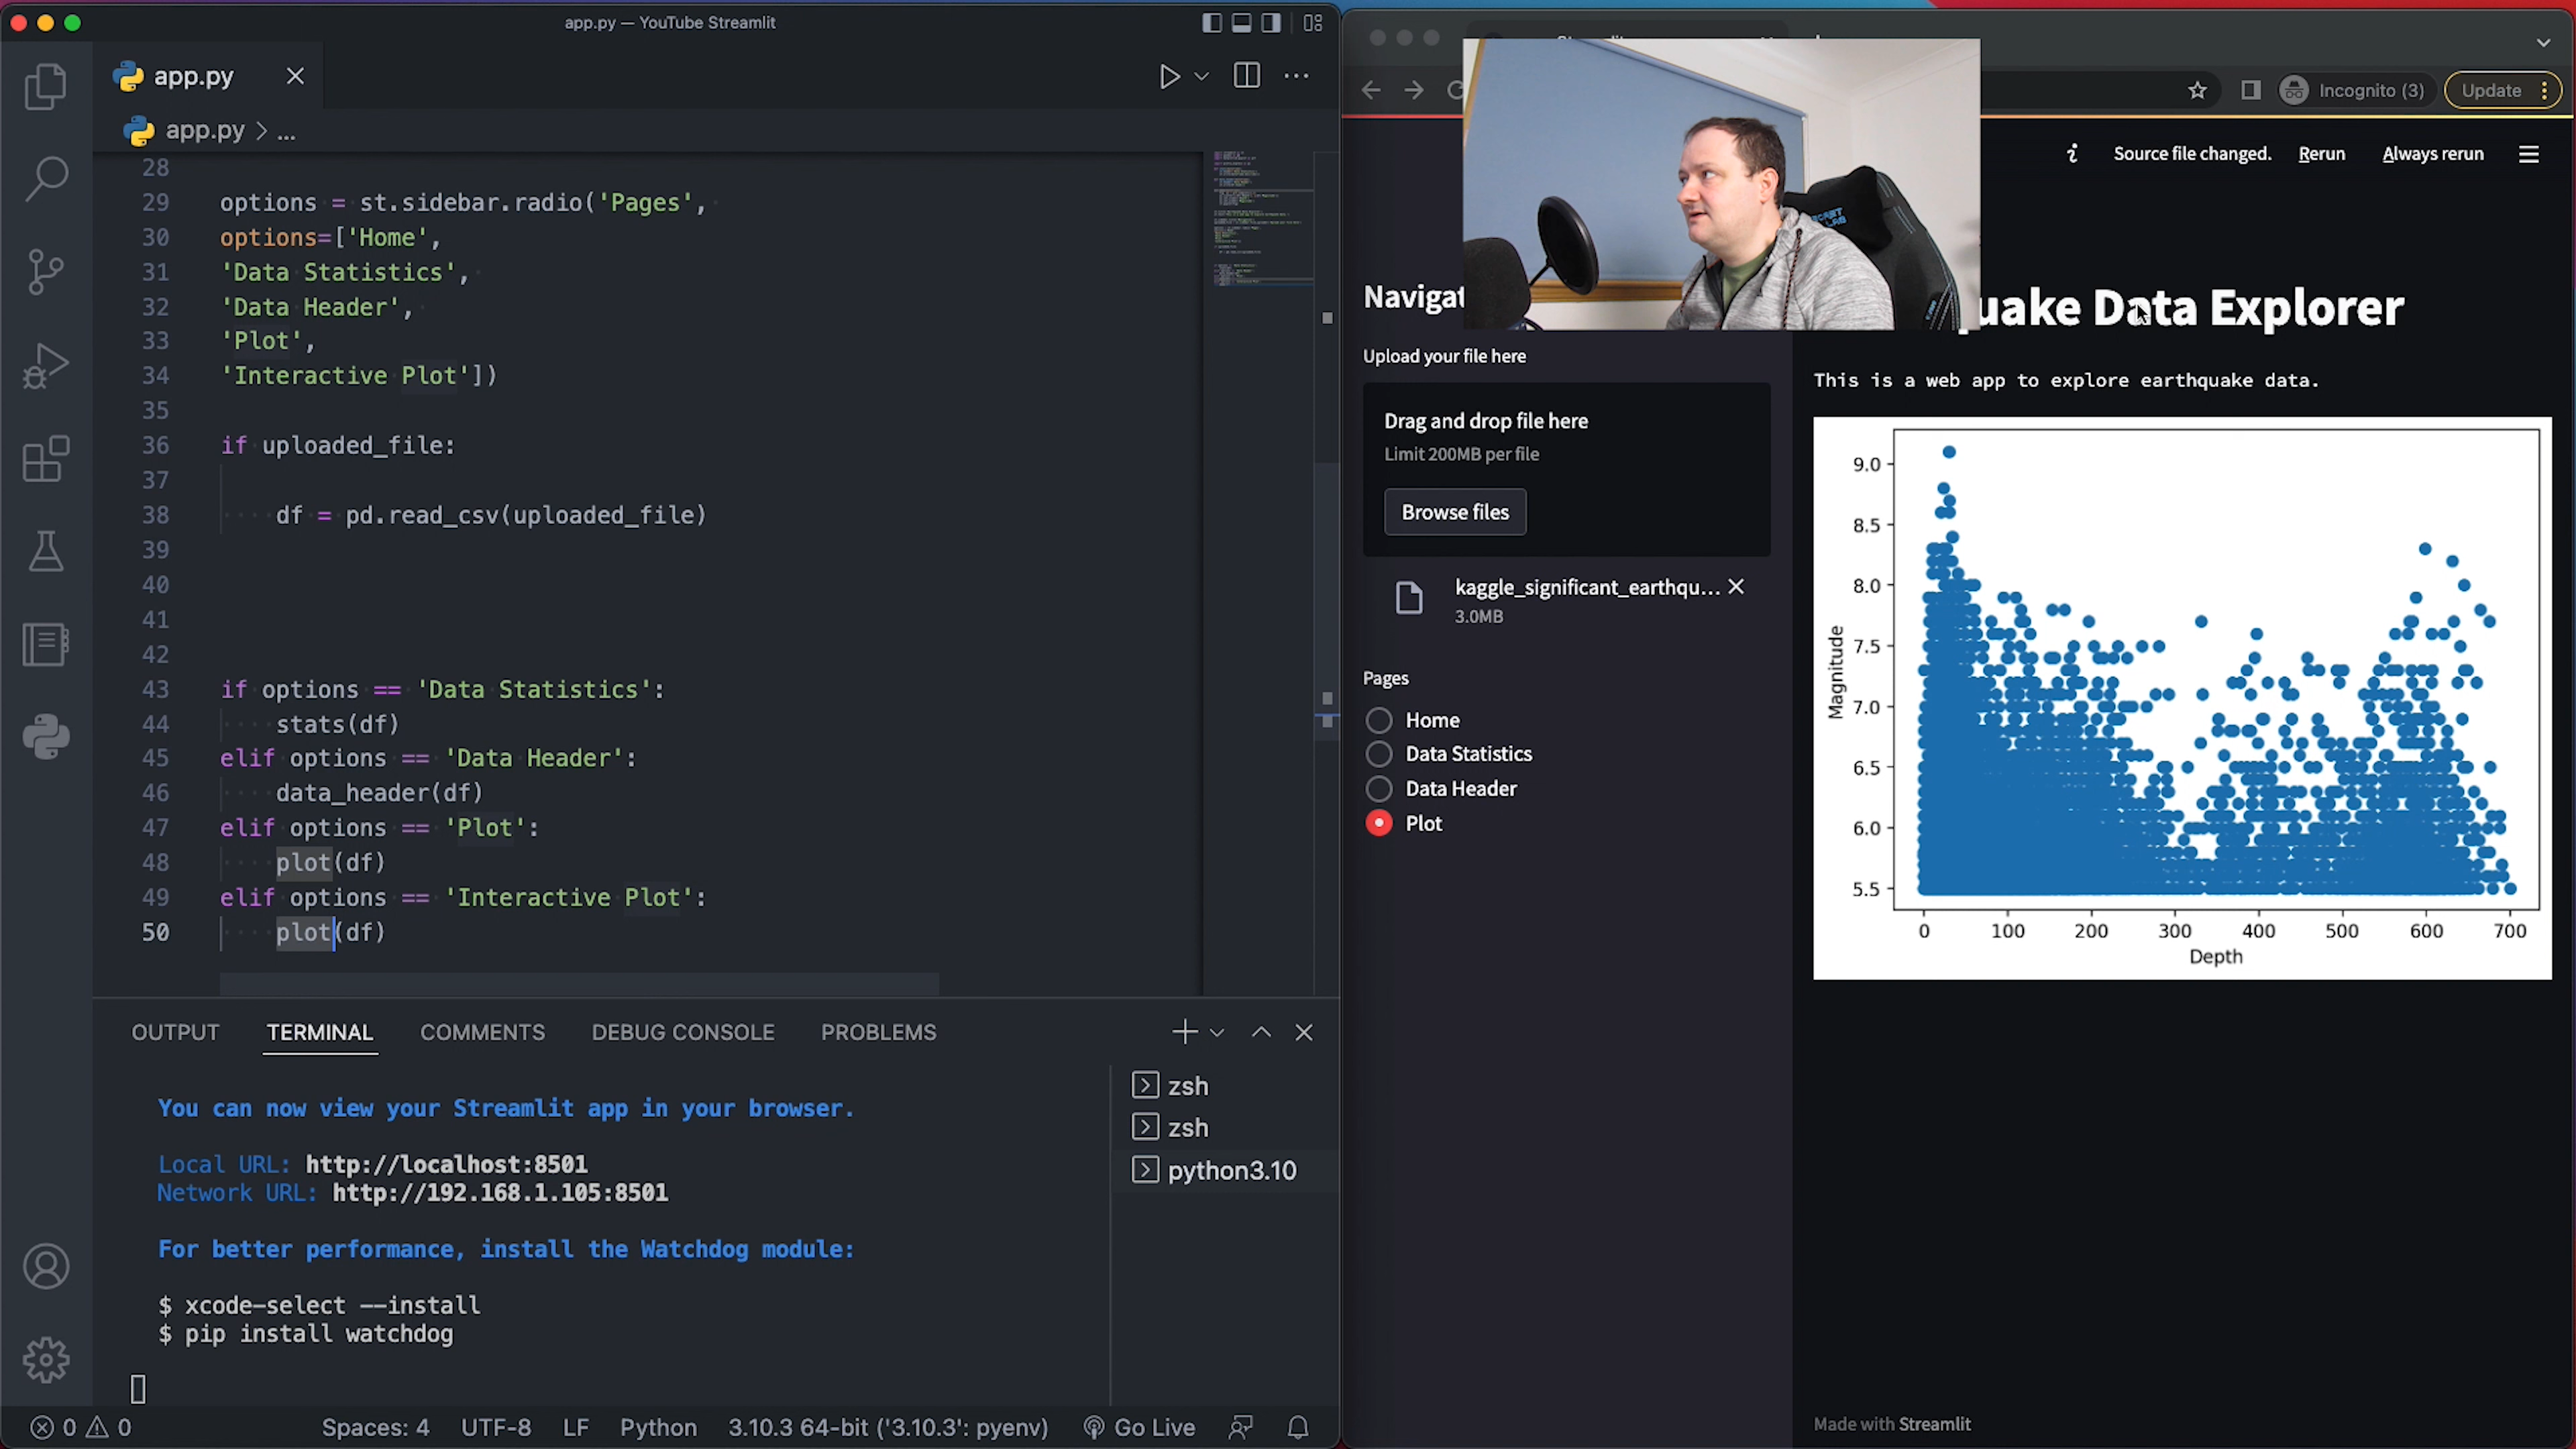 app.py — YouTube Streamlit
app.py
app.py > ...
28
29 options = st.sidebar.radio('Pages',
30 options=['Home',
31 'Data Statistics',
32 'Data Header',
33 'Plot',
34 'Interactive Plot'])
35
36 if uploaded_file:
37
38 df = pd.read_csv(uploaded_file)
39
40
41
42
43 if options == 'Data Statistics':
44 stats(df)
45 elif options == 'Data Header':
46 data_header(df)
47 elif options == 'Plot':
48 plot(df)
49 elif options == 'Interactive Plot':
50 plot(df)
OUTPUT TERMINAL COMMENTS DEBUG CONSOLE PROBLEMS
You can now view your Streamlit app in your browser.
Local URL: http://localhost:8501
Network URL: http://192.168.1.105:8501
For better performance, install the Watchdog module:
$ xcode-select --install
$ pip install watchdog
zsh
zsh
python3.10
0 0 Spaces: 4 UTF-8 LF Python 3.10.3 64-bit ('3.10.3': pyenv) Go Live
Incognito (3) Update
Source file changed. Rerun Always rerun
Navigat
Upload your file here
Drag and drop file here
Limit 200MB per file
Browse files
kaggle_significant_earthqu...
3.0MB
Pages
Home
Data Statistics
Data Header
Plot
uake Data Explorer
This is a web app to explore earthquake data.
9.0
8.5
8.0
7.5
7.0
6.5
6.0
5.5
Magnitude
0 100 200 300 400 500 600 700
Depth
Made with Streamlit